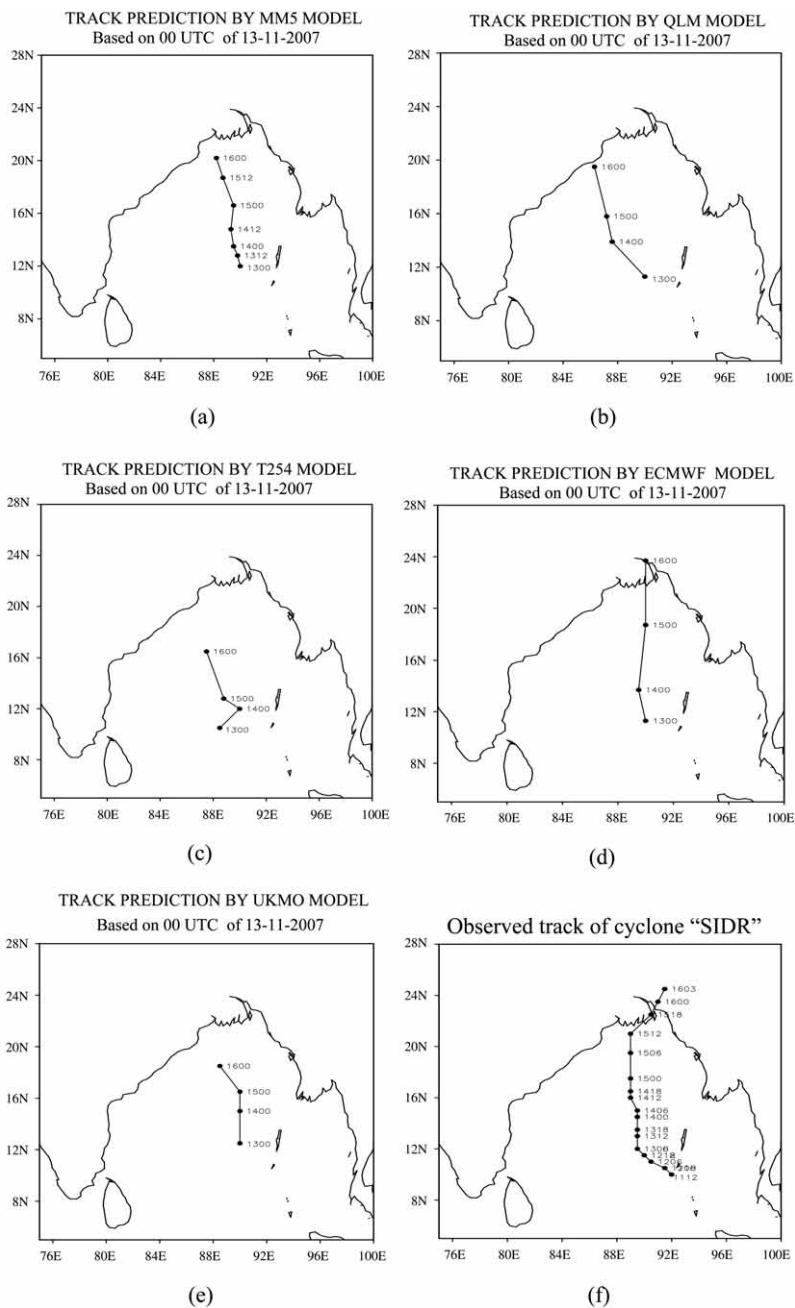 TRACK PREDICTION BY MM5 MODEL
Based on 00 UTC of 13-11-2007
28N
24N
20N
16N
12N
8N
1600
1512
1500
1412
1400
1312
1300
76E 80E 84E 88E 92E 96E 100E
(a)
TRACK PREDICTION BY QLM MODEL
Based on 00 UTC of 13-11-2007
28N
24N
20N
16N
12N
8N
1600
1500
1400
1300
76E 80E 84E 88E 92E 96E 100E
(b)
TRACK PREDICTION BY T254 MODEL
Based on 00 UTC of 13-11-2007
28N
24N
20N
16N
12N
8N
1600
1500
1400
1300
76E 80E 84E 88E 92E 96E 100E
(c)
TRACK PREDICTION BY ECMWF MODEL
Based on 00 UTC of 13-11-2007
28N
24N
20N
16N
12N
8N
1600
1500
1400
1300
76E 80E 84E 88E 92E 96E 100E
(d)
TRACK PREDICTION BY UKMO MODEL
Based on 00 UTC of 13-11-2007
28N
24N
20N
16N
12N
8N
1600
1500
1400
1300
76E 80E 84E 88E 92E 96E 100E
(e)
Observed track of cyclone “SIDR”
28N
24N
20N
16N
12N
8N
1603
1600
1518
1512
1506
1500
1418
1412
1406
1400
1318
1312
1218
1206
1112
76E 80E 84E 88E 92E 96E 100E
(f)